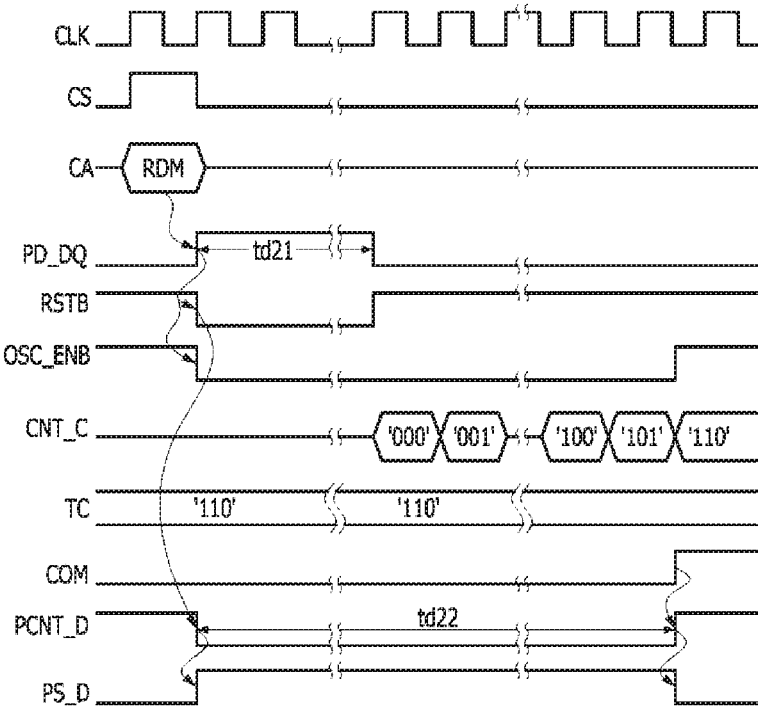 CLK
CS
CA RDM
PD_DQ td21
RSTB
OSC_ENB
CNT_C '000' '001' '100' '101' '110'
TC '110' '110'
COM
PCNT_D td22
PS_D